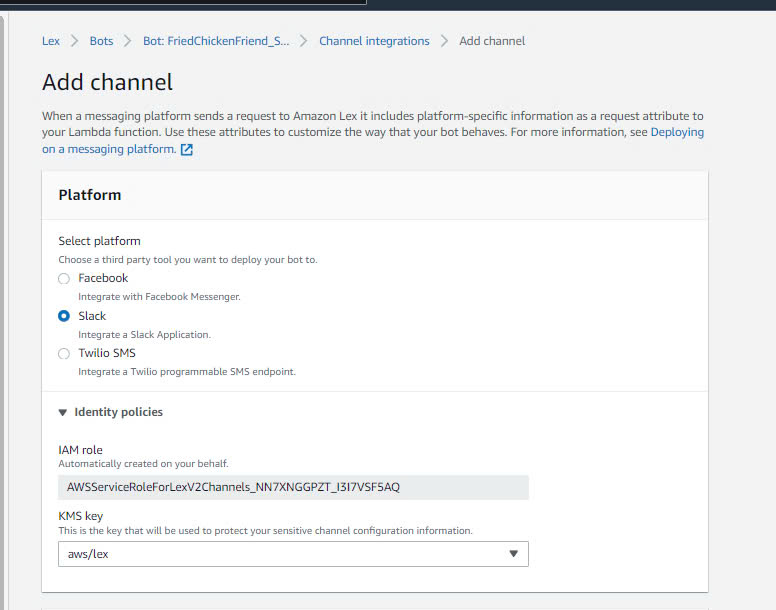 Lex > Bots > Bot: FriedChickenFriend_S... > Channel integrations > Add channel
Add channel
When a messaging platform sends a request to Amazon Lex it includes platform-specific information as a request attribute to
your Lambda function. Use these attributes to customize the way that your bot behaves. For more information, see Deploying
on a messaging platform.
Platform
Select platform
Choose a third party tool you want to deploy your bot to.
Facebook
Integrate with Facebook Messenger.
Slack
Integrate a Slack Application.
Twilio SMS
Integrate a Twilio programmable SMS endpoint.
Identity policies
IAM role
Automatically created on your behalf.
AWSServiceRoleForLexV2Channels_NN7XNGGPZT_I3I7VSF5AQ
KMS key
This is the key that will be used to protect your sensitive channel configuration information.
aws/lex